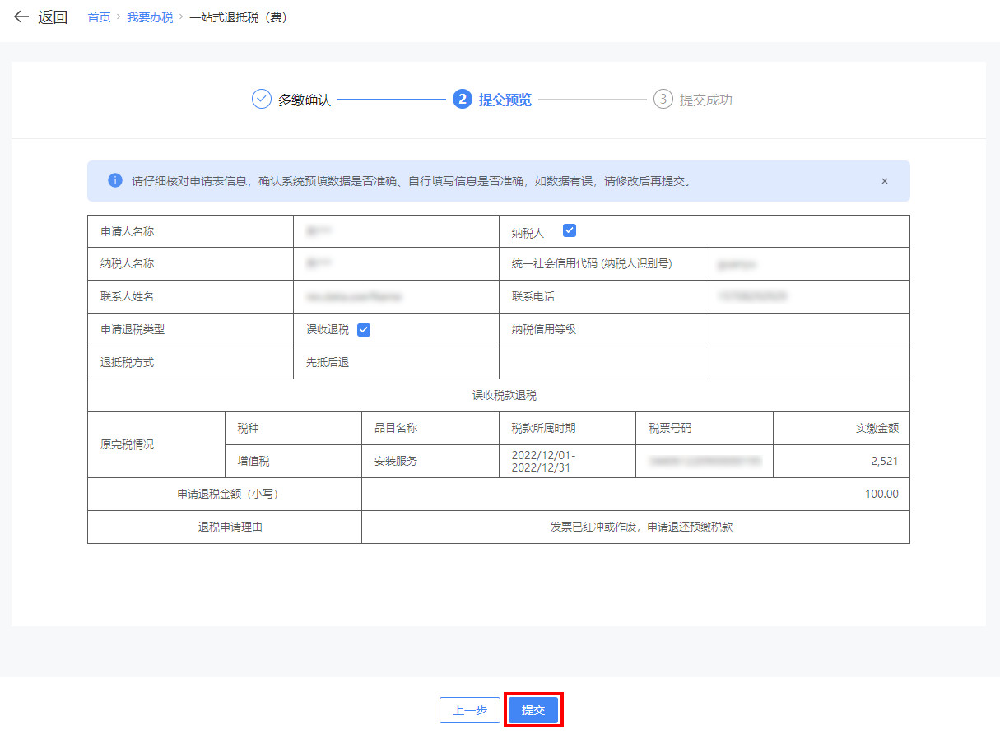 返回 首页 > 我要办税 > 一站式退抵税（费）
多缴确认 2 提交预览 3 提交成功
请仔细核对申请表信息，确认系统预填数据是否准确、自行填写信息是否准确，如数据有误，请修改后再提交。
申请人名称 纳税人
纳税人名称 统一社会信用代码 (纳税人识别号)
联系人姓名 联系电话
申请退税类型 误收退税 纳税信用等级
退抵税方式 先抵后退
误收税款退税
原完税情况
税种 品目名称 税款所属时期 税票号码 实缴金额
增值税 安装服务 2022/12/01-
2022/12/31 2,521
申请退税金额（小写） 100.00
退税申请理由 发票已红冲或作废，申请退还预缴税款
上一步 提交